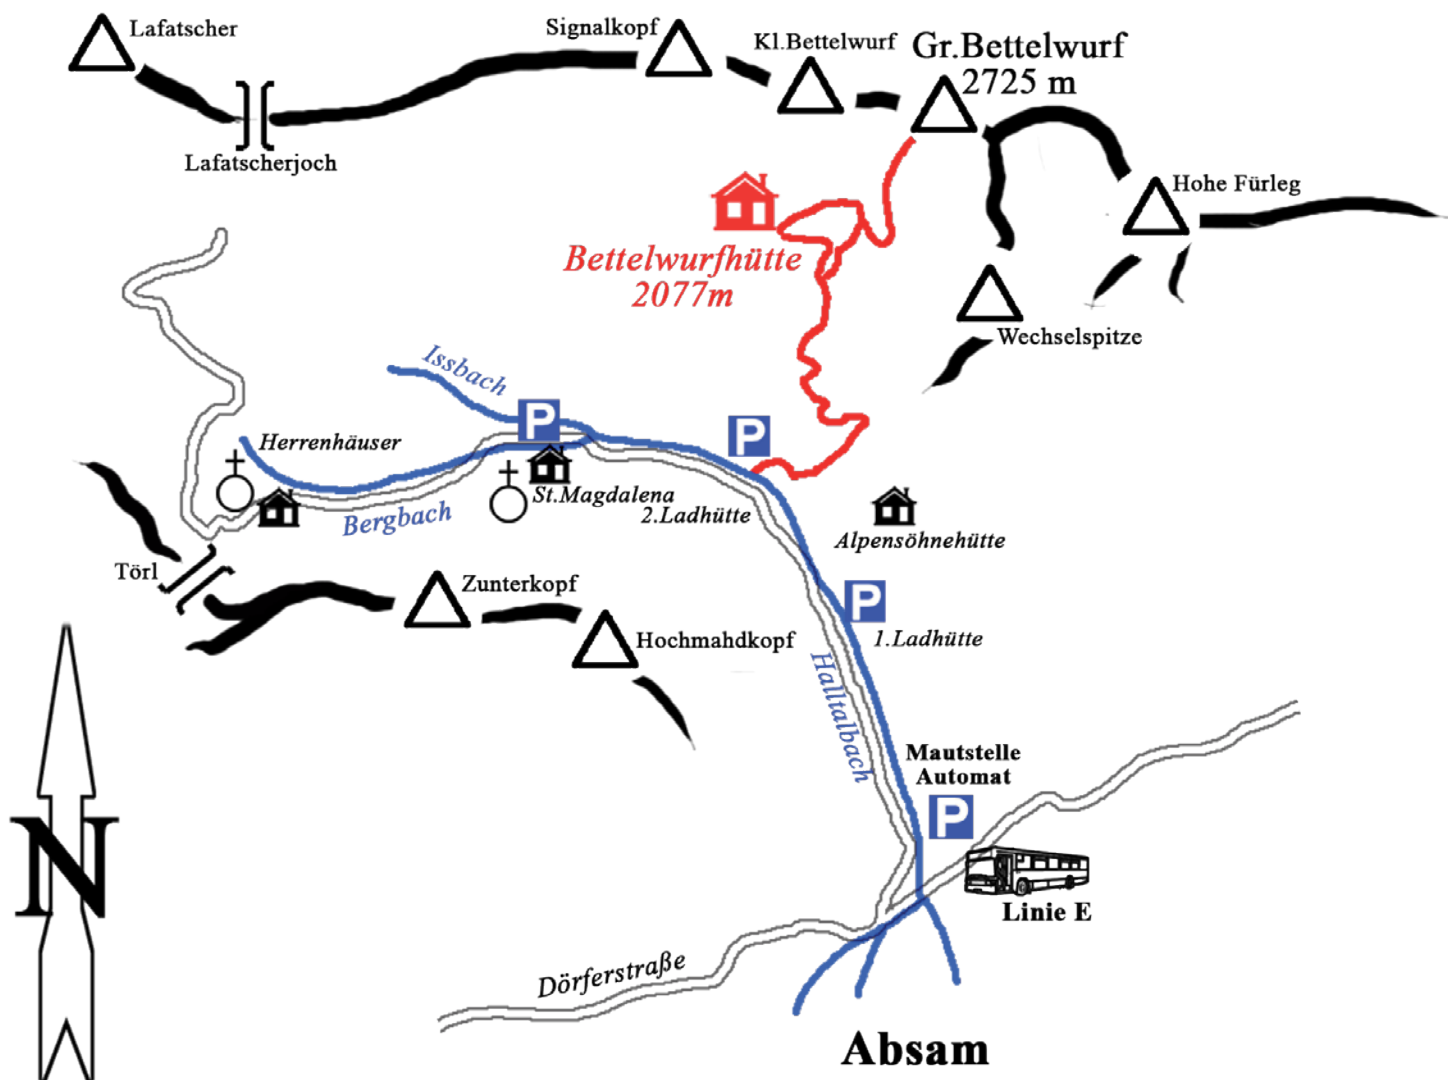 Lafatscher
Signalkopf
Kl.Bettelwurf
Gr.Bettelwurf
2725 m
Lafatscherjoch
Hohe Fürleg
Bettelwurfhütte
2077m
Wechselspitze
Issbach
P
P
Herrenhäuser
St.Magdalena
2.Ladhütte
Bergbach
Alpensöhnehütte
Törl
Zunterkopf
P
1.Ladhütte
Hochmahdkopf
Halltalbach
Mautstelle
Automat
P
N
Linie E
Dörferstraße
Absam